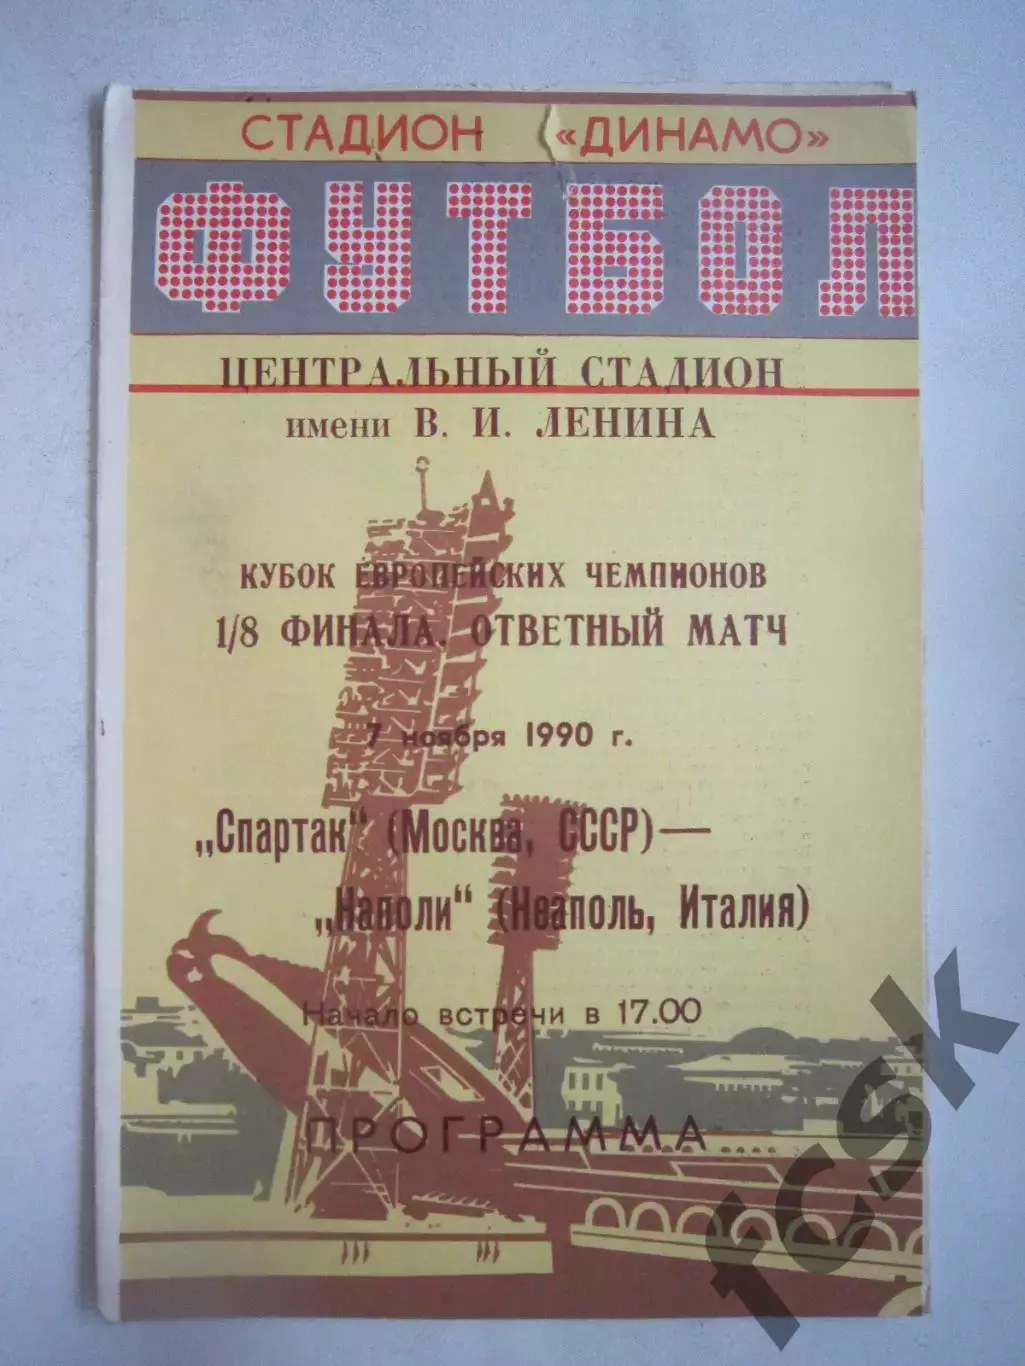 СТАДИОН «ДИНАМО»
ФУТБОЛ
ЦЕНТРАЛЬНЫЙ СТАДИОН
имени В. И. ЛЕНИНА
КУБОК ЕВРОПЕЙСКИХ ЧЕМПИОНОВ
1/8 ФИНАЛА. ОТВЕТНЫЙ МАТЧ
7 ноября 1990 г.
„Спартак“ (Москва, СССР) —
„Наполи“ (Неаполь, Италия)
Начало встречи в 17.00
ПРОГРАММА
fcsk